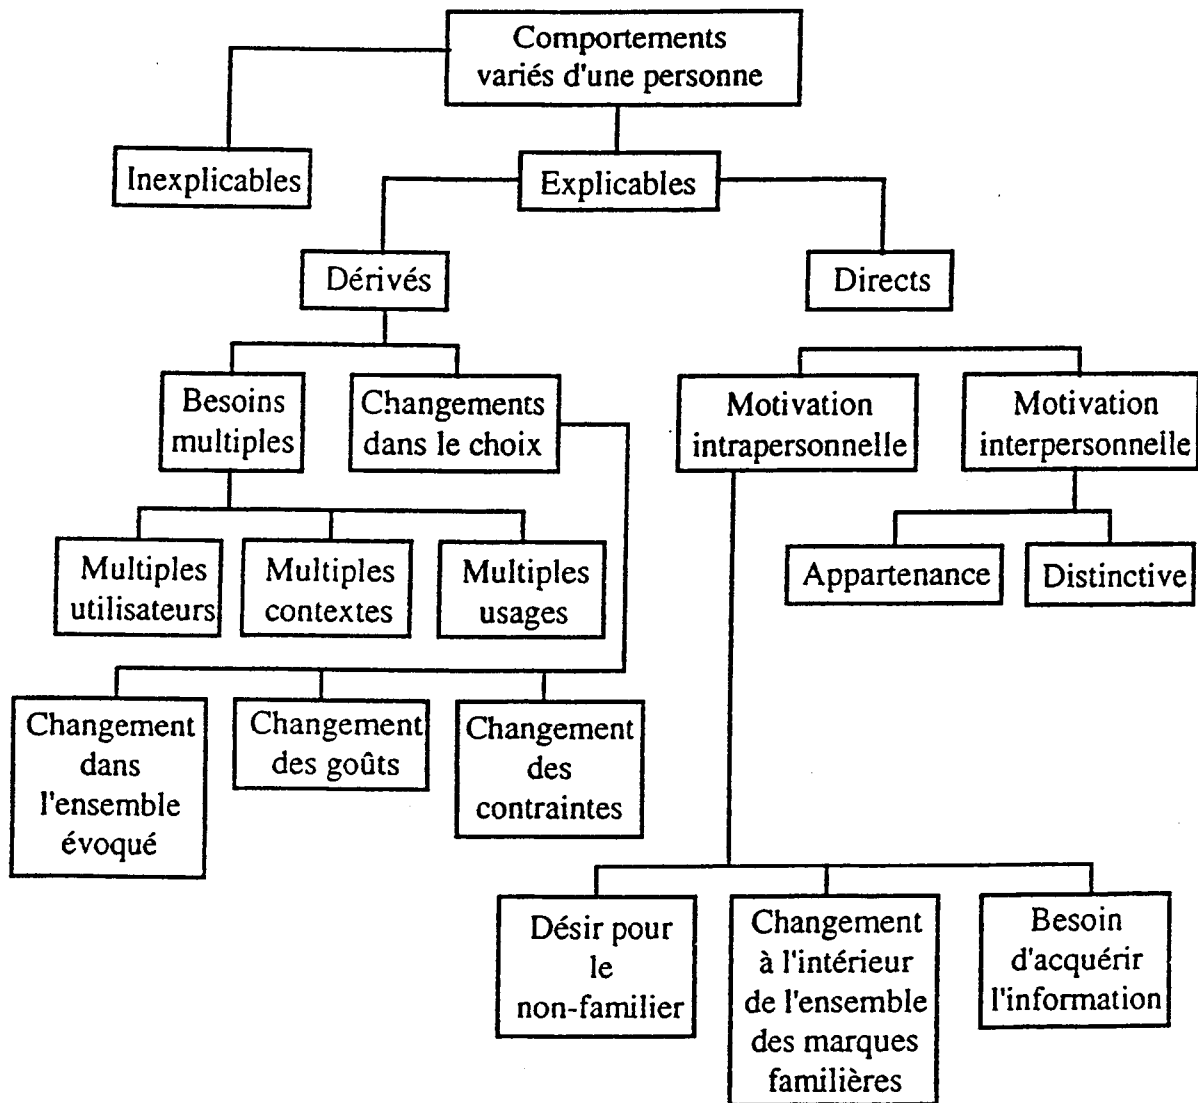 Comportements
variés d'une personne
Inexplicables
Explicables
Dérivés
Directs
Besoins
multiples
Changements
dans le choix
Motivation
intrapersonnelle
Motivation
interpersonnelle
Multiples
utilisateurs
Multiples
contextes
Multiples
usages
Appartenance
Distinctive
Changement
dans
l'ensemble
évoqué
Changement
des goûts
Changement
des
contraintes
Désir pour
le
non-familier
Changement
à l'intérieur
de l'ensemble
des marques
familières
Besoin
d'acquérir
l'information